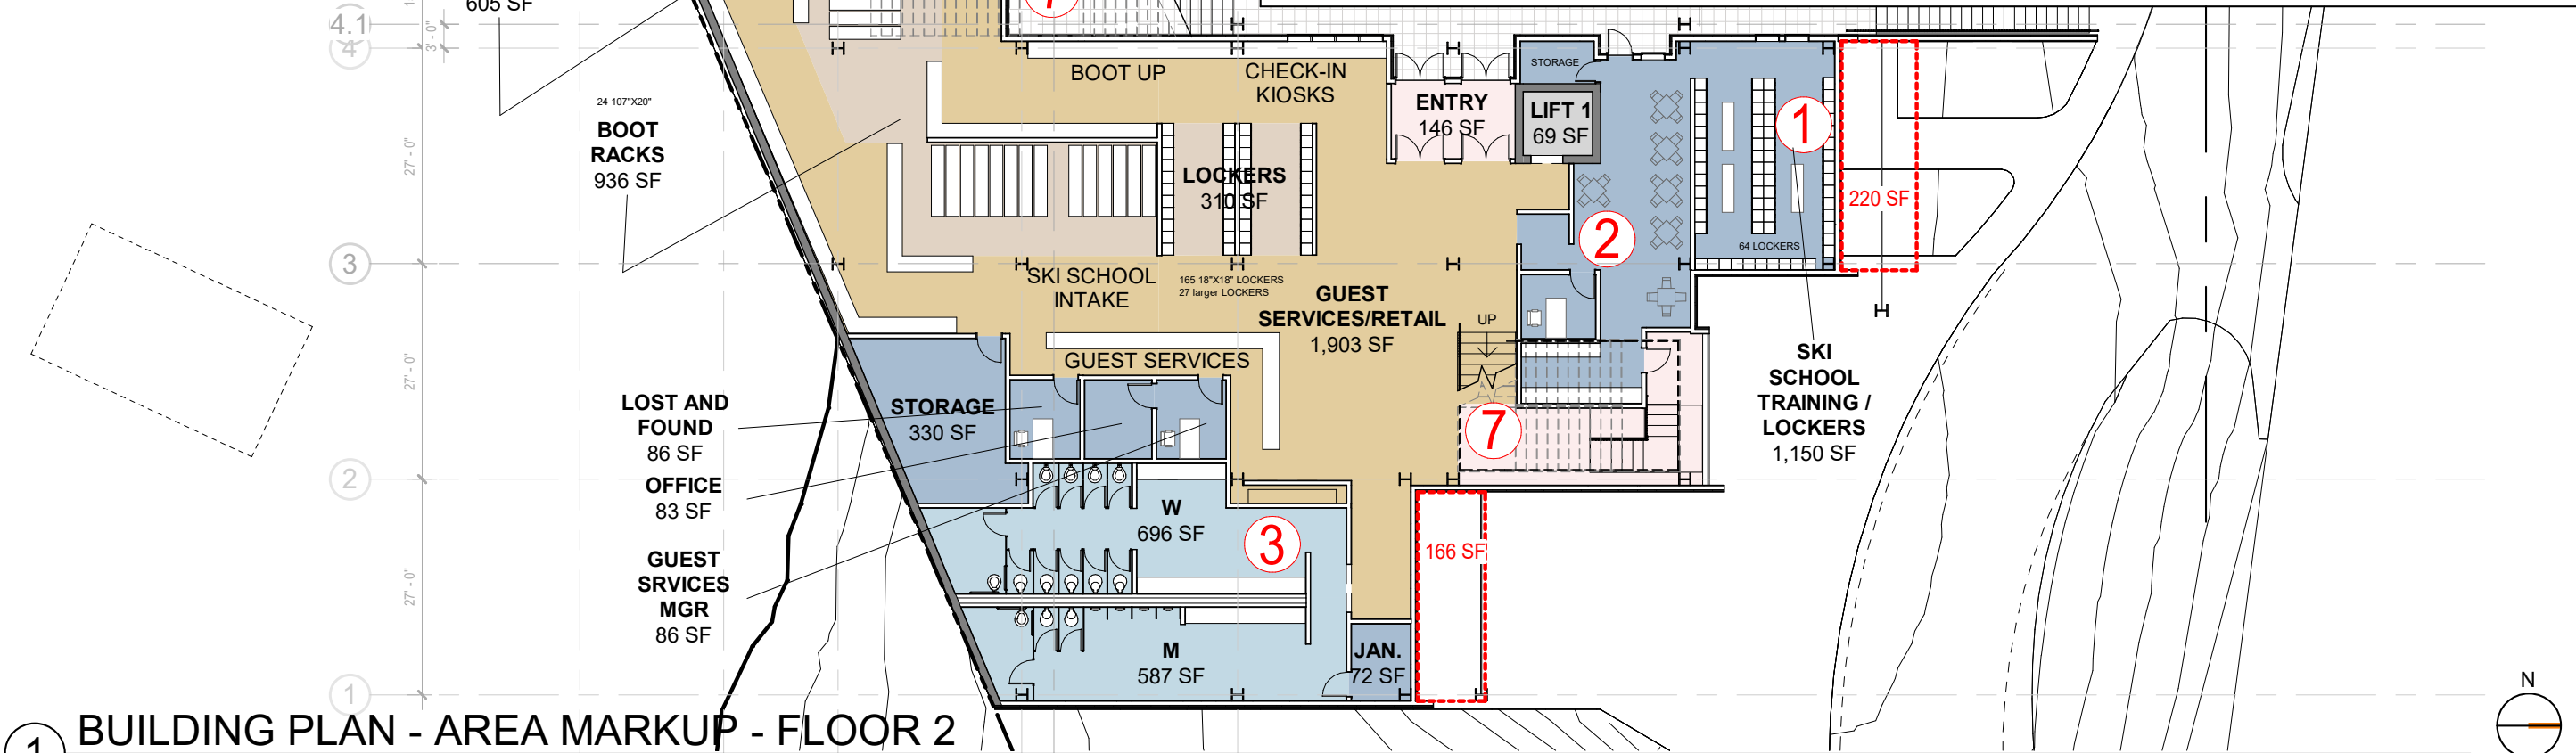 605 SF
7
4.1
4
3' - 0"
BOOT UP
CHECK-IN
KIOSKS
STORAGE
24 107"X20"
BOOT
RACKS
936 SF
ENTRY
146 SF
LIFT 1
69 SF
1
27' - 0"
LOCKERS
310 SF
220 SF
2
64 LOCKERS
3
SKI SCHOOL
INTAKE
165 18"X18" LOCKERS
27 larger LOCKERS
GUEST
SERVICES/RETAIL
1,903 SF
UP
GUEST SERVICES
27' - 0"
SKI
SCHOOL
TRAINING /
LOCKERS
1,150 SF
LOST AND
FOUND
86 SF
STORAGE
330 SF
7
2
OFFICE
83 SF
W
696 SF
3
166 SF
GUEST
SRVICES
MGR
86 SF
27' - 0"
M
587 SF
JAN.
72 SF
1
N
1
BUILDING PLAN - AREA MARKUP - FLOOR 2